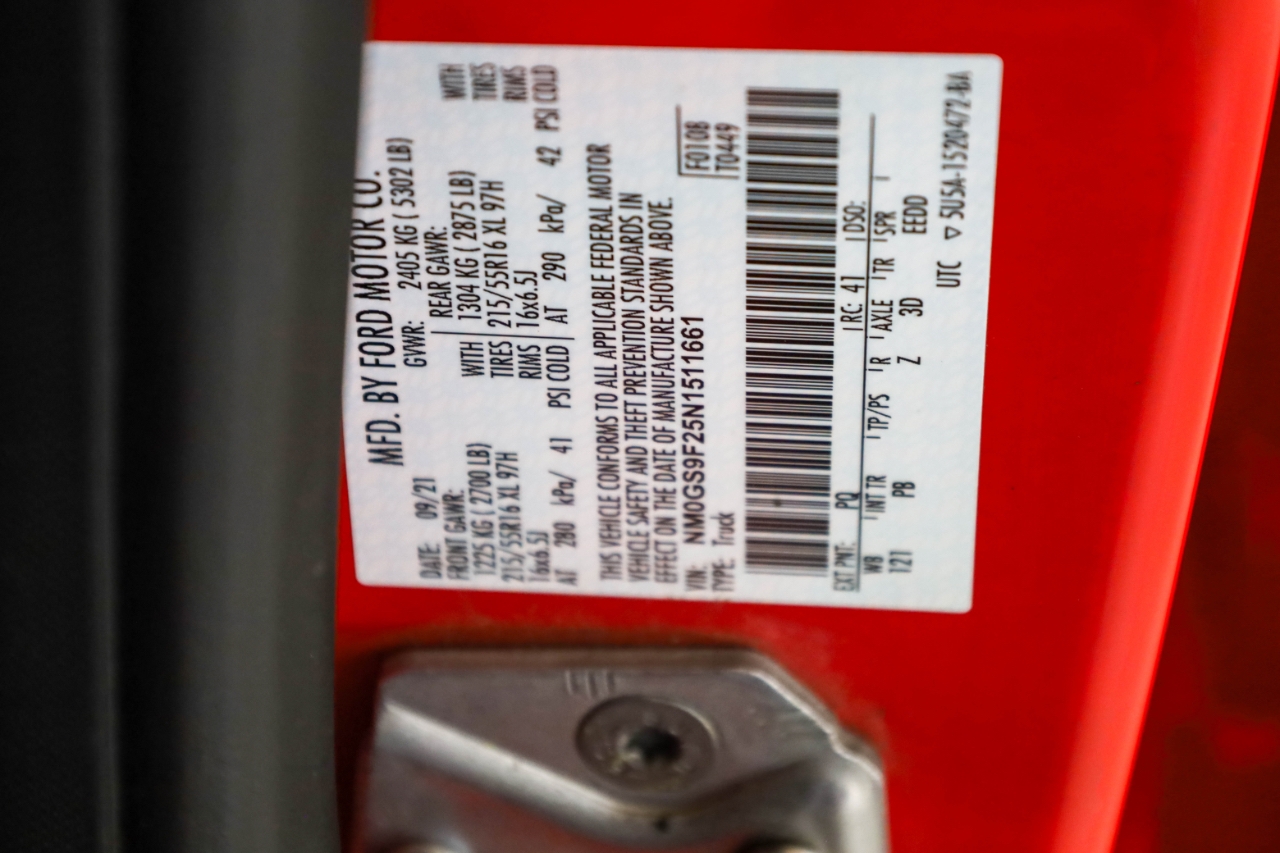 MFD. BY FORD MOTOR CO.
DATE: 09/21 GVWR: 2405 KG ( 5302 LB)
FRONT GAWR: REAR GAWR:
1225 KG ( 2700 LB) WITH 1304 KG ( 2875 LB) WITH
215/55R16 XL 97H TIRES 215/55R16 XL 97H TIRES
16x6.5J RIMS 16x6.5J RIMS
AT 280 kPa/ 41 PSI COLD AT 290 kPa/ 42 PSI COLD
THIS VEHICLE CONFORMS TO ALL APPLICABLE FEDERAL MOTOR
VEHICLE SAFETY AND THEFT PREVENTION STANDARDS IN
EFFECT ON THE DATE OF MANUFACTURE SHOWN ABOVE.
VIN: NM0GS9F25N1511661 F0108
TYPE: Truck T0449
EXT PNT: PQ RC: 41 DSO:
WB INT TR TP/PS R AXLE TR SPR
121 PB Z 3D EEDD
UTC ▽ 5U5A-1520472-BA